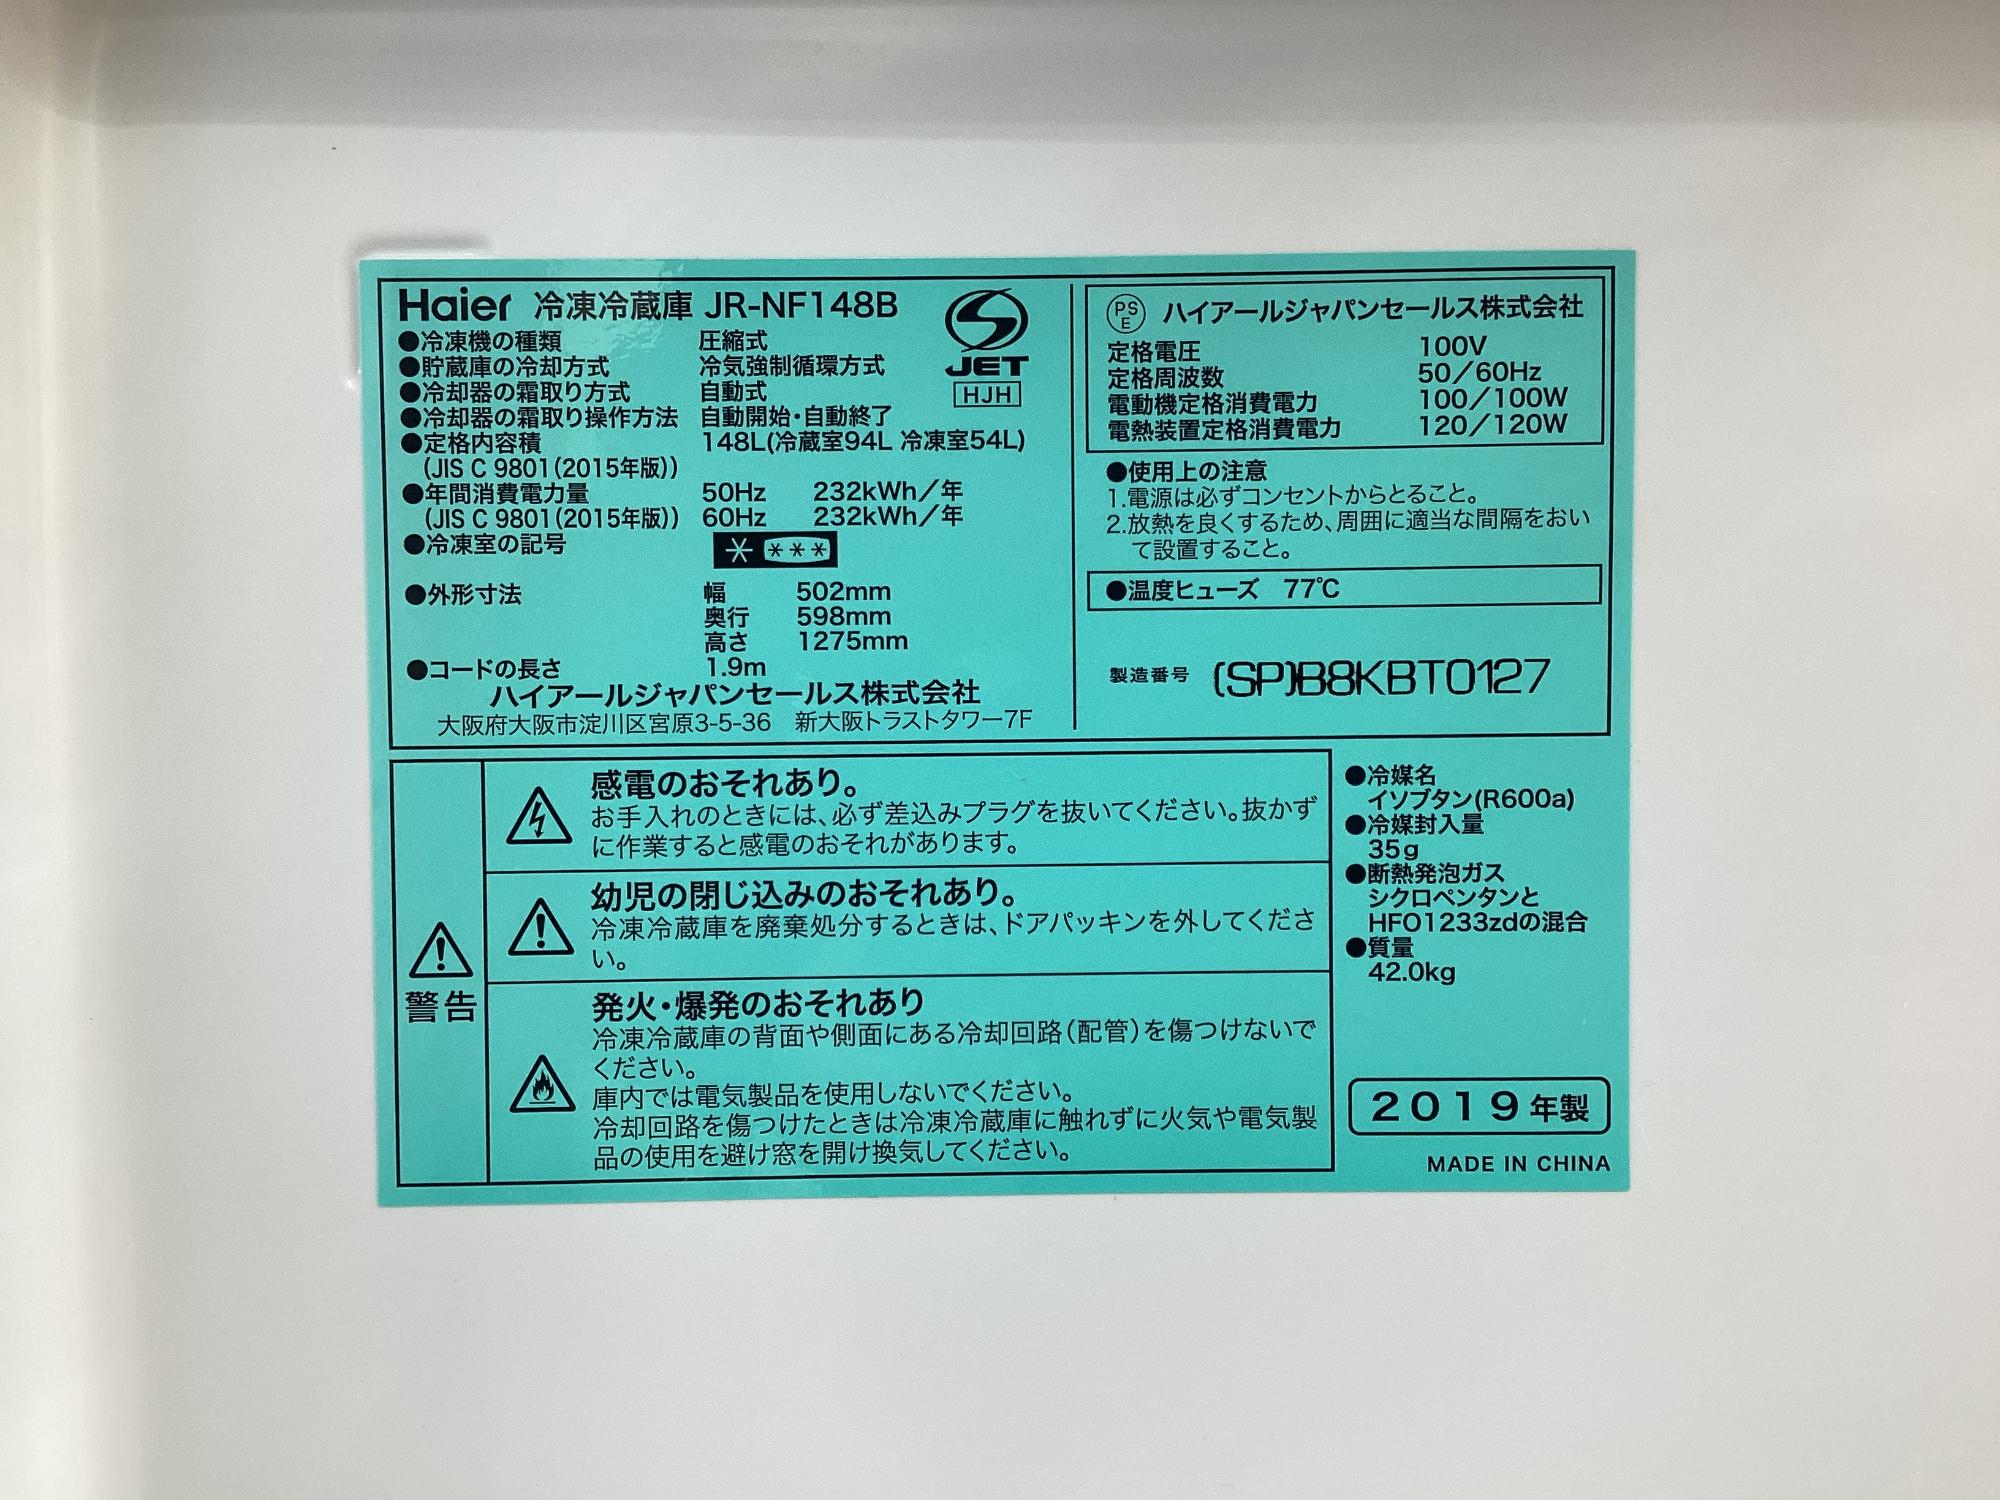 Haier 冷凍冷蔵庫 JR-NF148B
●冷凍機の種類 圧縮式
●貯蔵庫の冷却方式 冷気強制循環方式
●冷却器の霜取り方式 自動式
●冷却器の霜取り操作方法 自動開始・自動終了
●定格内容積 148L(冷蔵室94L 冷凍室54L)
(JIS C 9801(2015年版))
●年間消費電力量 50Hz 232kWh/年
(JIS C 9801(2015年版)) 60Hz 232kWh/年
●冷凍室の記号 * ***
●外形寸法 幅 502mm
奥行 598mm
高さ 1275mm
●コードの長さ 1.9m
ハイアールジャパンセールス株式会社
大阪府大阪市淀川区宮原3-5-36 新大阪トラストタワー7F
JET
HJH
PS
E
ハイアールジャパンセールス株式会社
定格電圧 100V
定格周波数 50/60Hz
電動機定格消費電力 100/100W
電熱装置定格消費電力 120/120W
●使用上の注意
1.電源は必ずコンセントからとること。
2.放熱を良くするため、周囲に適当な間隔をおい
て設置すること。
●温度ヒューズ 77℃
製造番号 (SP)B8KBT0127
警告
感電のおそれあり。
お手入れのときには、必ず差込みプラグを抜いてください。抜かず
に作業すると感電のおそれがあります。
幼児の閉じ込みのおそれあり。
冷凍冷蔵庫を廃棄処分するときは、ドアパッキンを外してくださ
い。
発火・爆発のおそれあり
冷凍冷蔵庫の背面や側面にある冷却回路(配管)を傷つけないで
ください。
庫内では電気製品を使用しないでください。
冷却回路を傷つけたときは冷凍冷蔵庫に触れずに火気や電気製
品の使用を避け窓を開け換気してください。
●冷媒名
イソブタン(R600a)
●冷媒封入量
35g
●断熱発泡ガス
シクロペンタンと
HFO1233zdの混合
●質量
42.0kg
2019年製
MADE IN CHINA